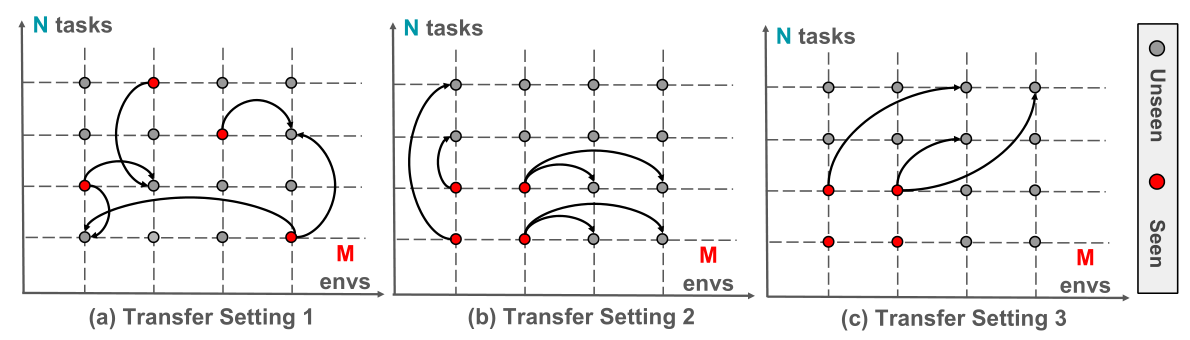 N tasks
M
envs
(a) Transfer Setting 1
N tasks
M
envs
(b) Transfer Setting 2
N tasks
M
envs
(c) Transfer Setting 3
Unseen
Seen